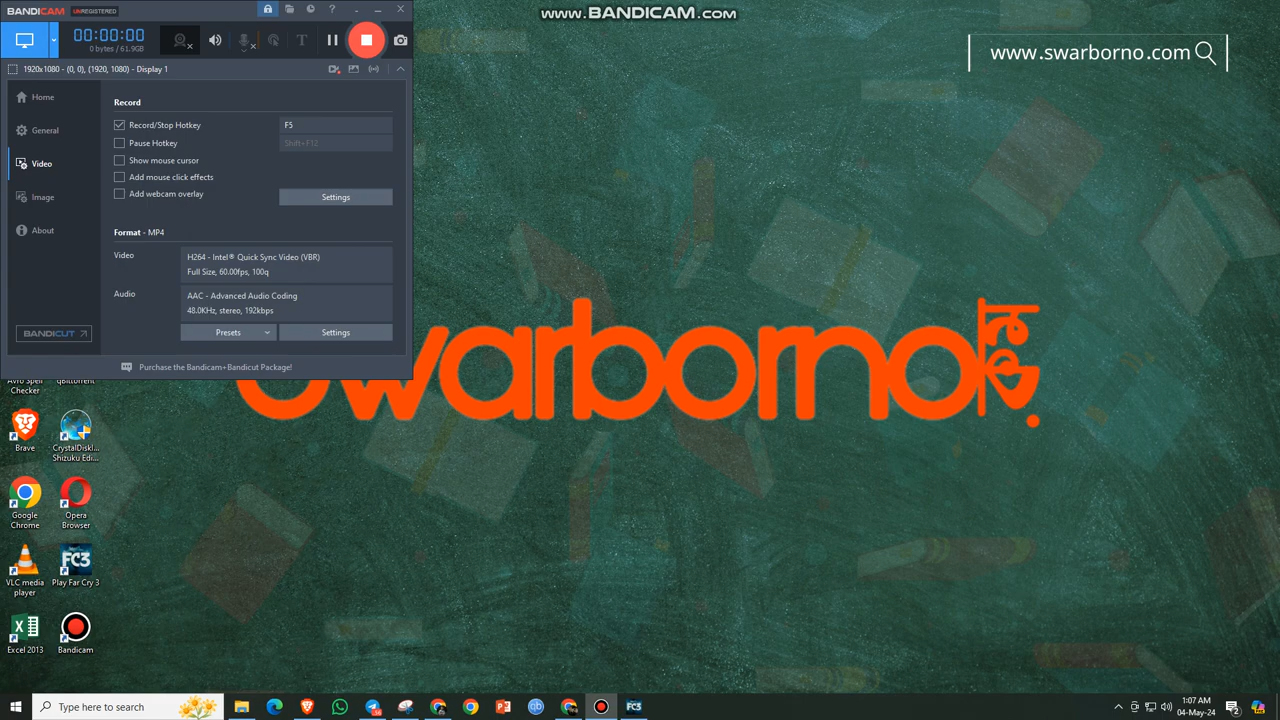 BANDICAM UNREGISTERED
www.BANDICAM.com
00:00:00
0 bytes / 61.9GB
www.swarborno.com
1920x1080 - (0, 0), (1920, 1080) - Display 1
Home
General
Video
Image
About
BANDICUT
Record
Record/Stop Hotkey
F5
Pause Hotkey
Shift+F12
Show mouse cursor
Add mouse click effects
Add webcam overlay
Settings
Format - MP4
Video
H264 - Intel® Quick Sync Video (VBR)
Full Size, 60.00fps, 100q
Audio
AAC - Advanced Audio Coding
48.0KHz, stereo, 192kbps
Presets
Settings
Purchase the Bandicam+Bandicut Package!
Swarborno
Avro Spell
Checker
qBittorrent
Brave
CrystalDiskI...
Shizuku Edi...
Google
Chrome
Opera
Browser
VLC media
player
FC3
Play Far Cry 3
Excel 2013
Bandicam
Type here to search
FC3
1:07 AM
04-May-24
2